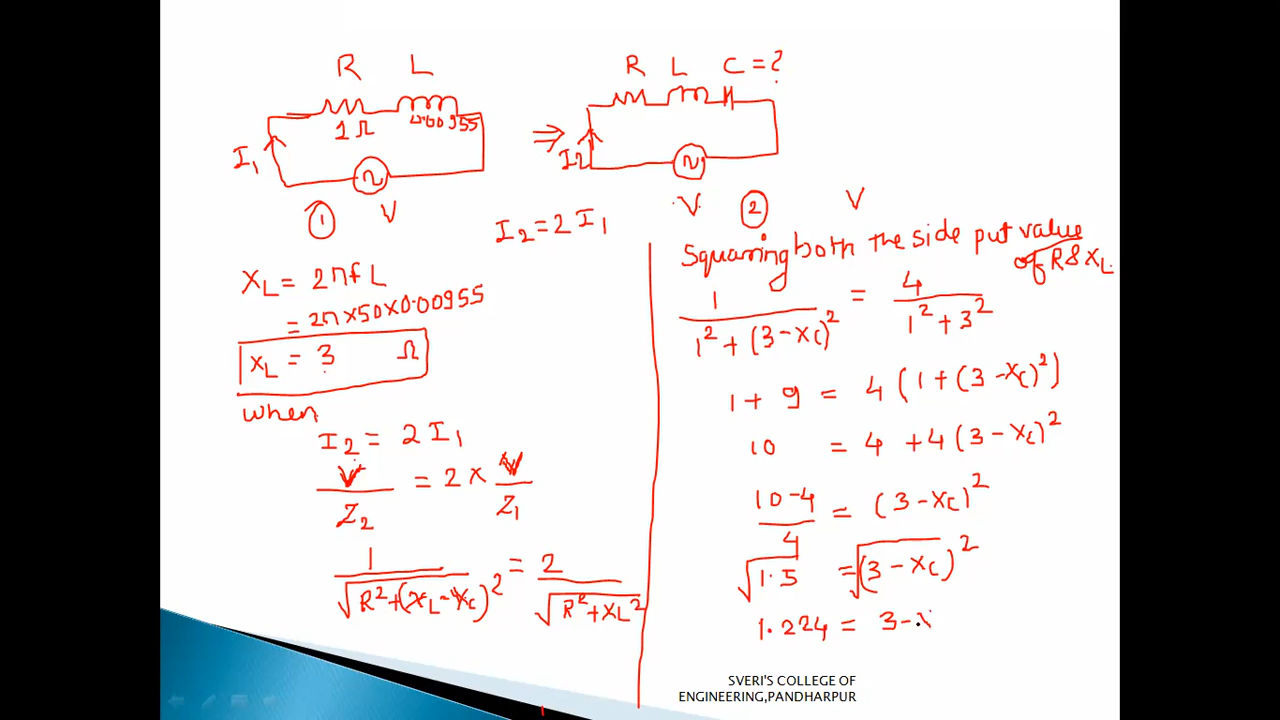 R L
1Ω 0.00955
I1
V
1
R L C = ?
I2
V 2 V
I2 = 2 I1
XL = 2πfL
= 2π×50×0.00955
XL = 3 Ω
when
I2 = 2 I1
V/Z2 = 2 × V/Z1
1/√R²+(XL-XC)² = 2/√R²+XL²
Squaring both the side put value
of R & XL
1/1²+(3-XC)² = 4/1²+3²
1+ 9 = 4 (1+(3-XC)²)
10 = 4 +4(3-XC)²
10-4/4 = (3-XC)²
√1.5 = √(3-XC)²
1.224 = 3-
SVERI'S COLLEGE OF
ENGINEERING,PANDHARPUR